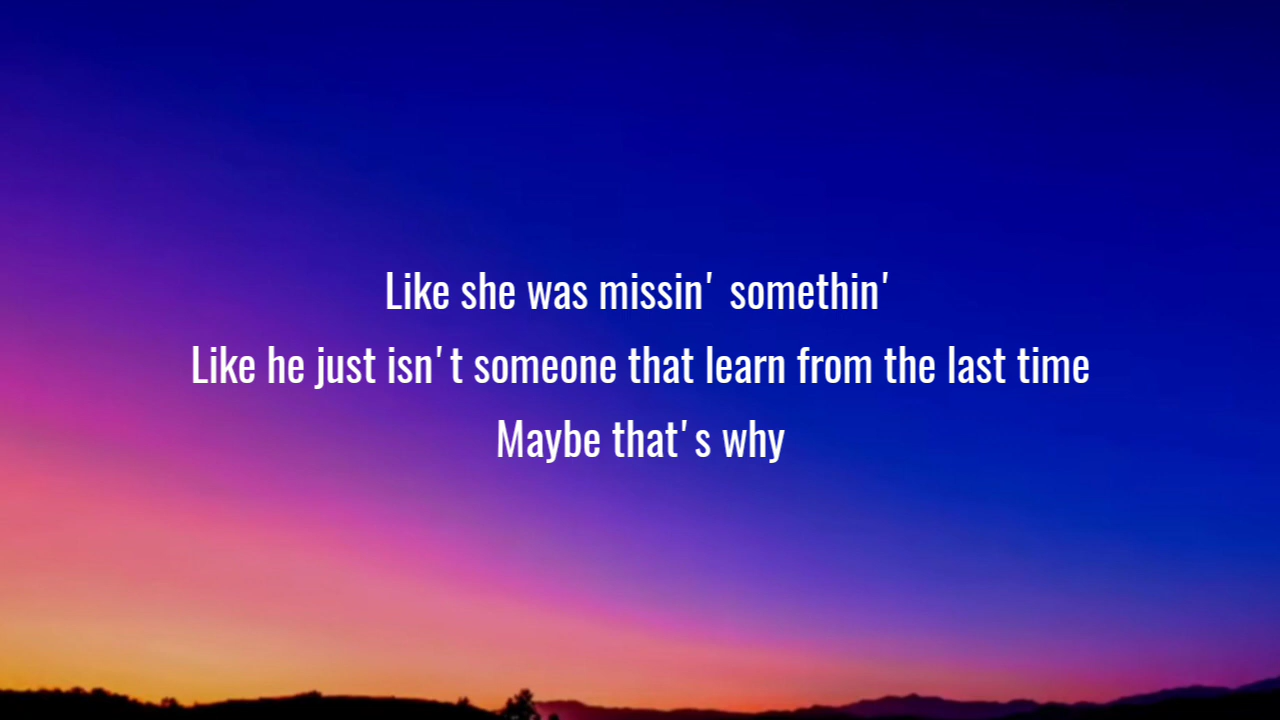 Like she was missin' somethin'
Like he just isn't someone that learn from the last time
Maybe that's why